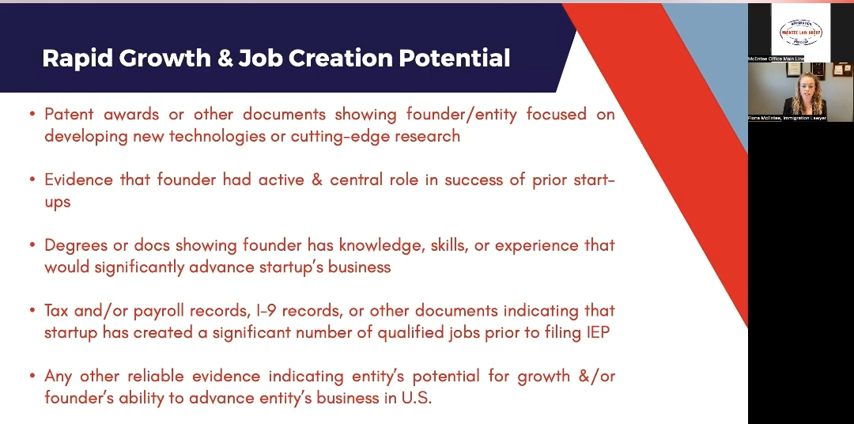 Rapid Growth & Job Creation Potential
• Patent awards or other documents showing founder/entity focused on
developing new technologies or cutting-edge research
• Evidence that founder had active & central role in success of prior start-
ups
• Degrees or docs showing founder has knowledge, skills, or experience that
would significantly advance startup's business
• Tax and/or payroll records, I-9 records, or other documents indicating that
startup has created a significant number of qualified jobs prior to filing IEP
• Any other reliable evidence indicating entity's potential for growth &/or
founder's ability to advance entity's business in U.S.
MCENTEE LAW GROUP
McEntee Office Main Line
Fiona McEntee, Immigration Lawyer